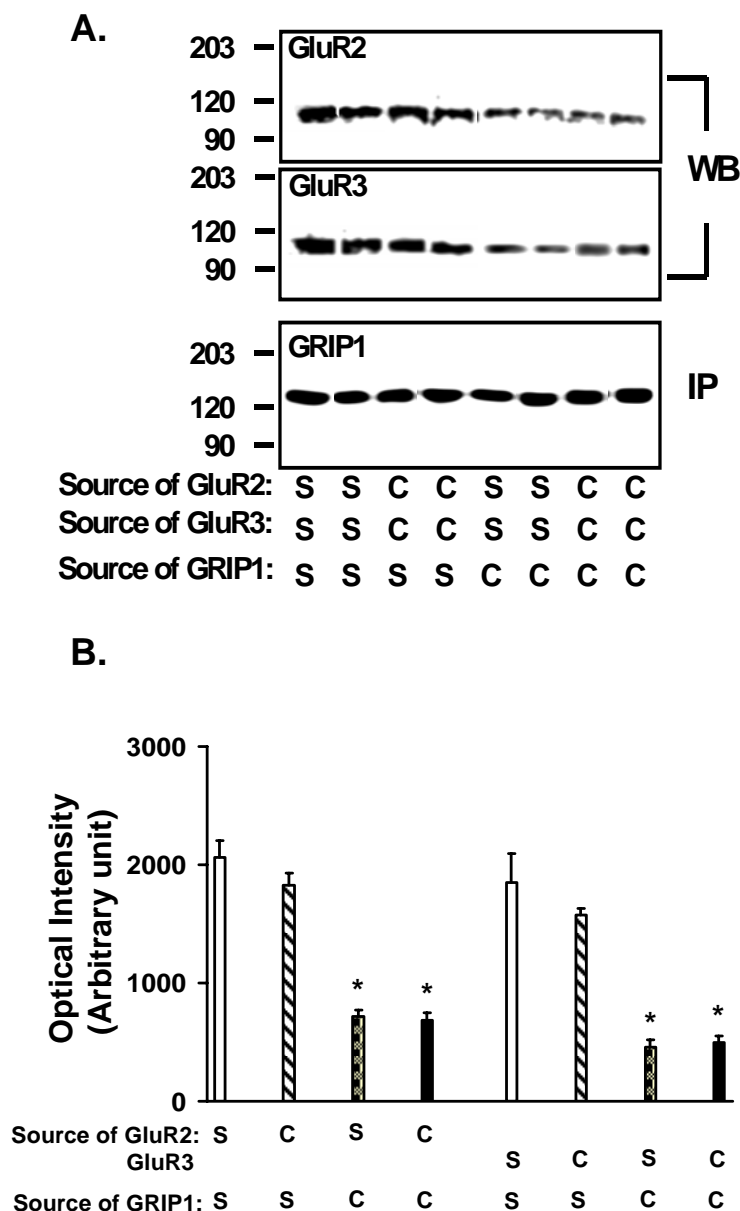 A.
203
120
90
GluR2
203
120
90
GluR3
WB
203
120
90
GRIP1
IP
Source of GluR2: S S C C S S C C
Source of GluR3: S S C C S S C C
Source of GRIP1: S S S S C C C C
B.
Optical Intensity
(Arbitrary unit)
3000
2000
1000
0
* *
* *
Source of GluR2: S C S C
GluR3 S C S C
Source of GRIP1: S S C C S S C C